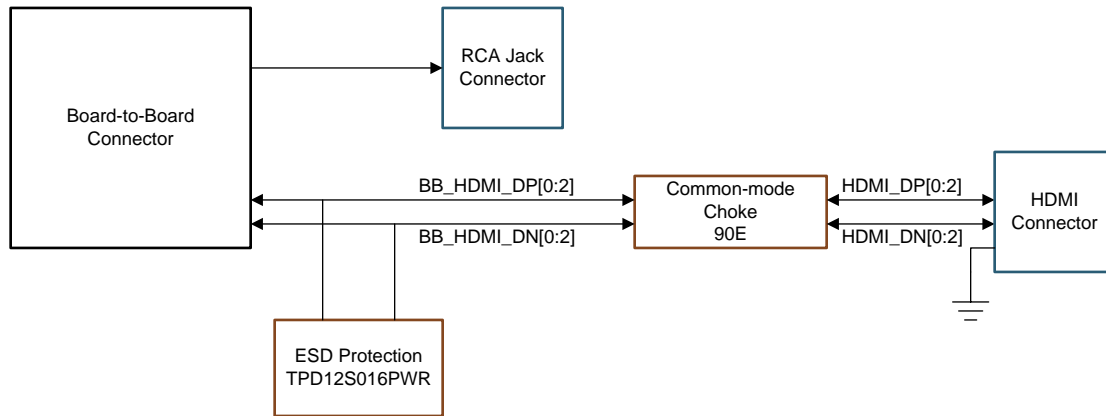 RCA Jack
Connector
Board-to-Board
Connector
BB_HDMI_DP[0:2]
BB_HDMI_DN[0:2]
Common-mode
Choke
90E
HDMI_DP[0:2]
HDMI_DN[0:2]
HDMI
Connector
ESD Protection
TPD12S016PWR